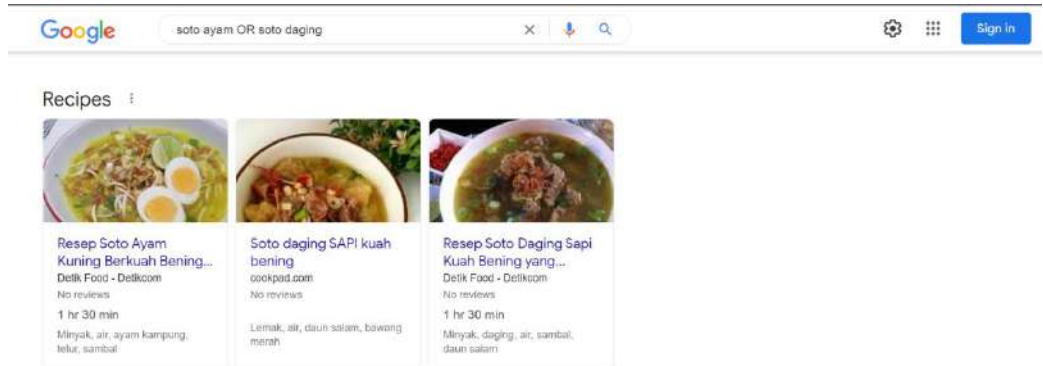 Google
soto ayam OR soto daging
Sign in
Recipes
Resep Soto Ayam
Kuning Berkuah Bening...
Detik Food - Detikcom
No reviews
1 hr 30 min
Minyak, air, ayam kampung,
telur, sambal
Soto daging SAPI kuah
bening
cookpad.com
No reviews
Lemak, air, daun salam, bawang
merah
Resep Soto Daging Sapi
Kuah Bening yang...
Detik Food - Detikcom
No reviews
1 hr 30 min
Minyak, daging, air, sambal,
daun salam